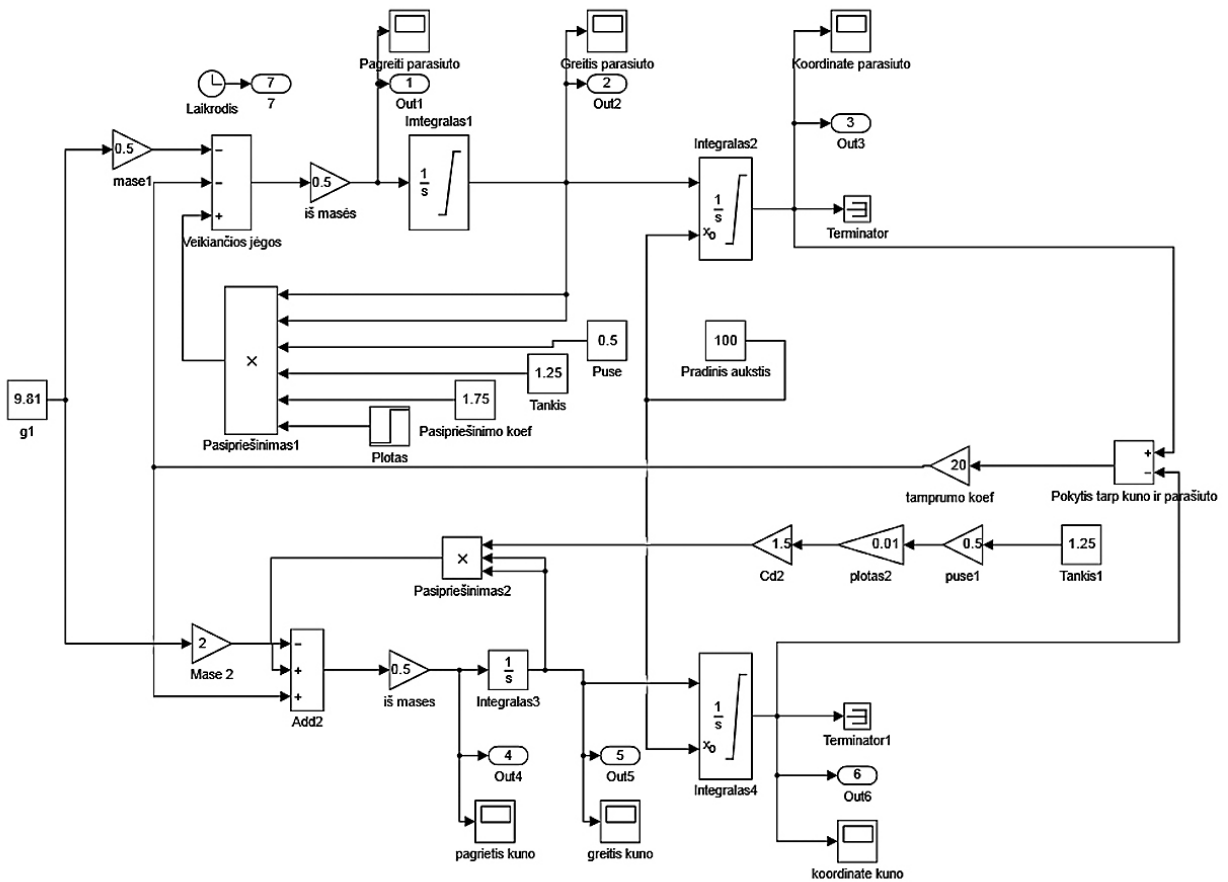 Pagreiti parasiuto
Greitis parasiuto
Koordinate parasiuto
Laikrodis
7
7
1
Out1
2
Out2
3
Out3
0.5
mase1
−
−
+
Veikiančios jėgos
0.5
iš masės
Imtegralas1
1
s
Integralas2
1
s
x0
Terminator
×
Pasipriešinimas1
0.5
Puse
1.25
Tankis
1.75
Pasipriešinimo koef
Plotas
100
Pradinis aukstis
9.81
g1
20
tamprumo koef
+
−
Pokytis tarp kuno ir parašiuto
×
Pasipriešinimas2
1.5
Cd2
0.01
plotas2
0.5
puse1
1.25
Tankis1
2
Mase 2
−
+
+
Add2
0.5
iš mases
1
s
Integralas3
1
s
x0
Integralas4
Terminator1
4
Out4
5
Out5
6
Out6
pagrietis kuno
greitis kuno
koordinate kuno